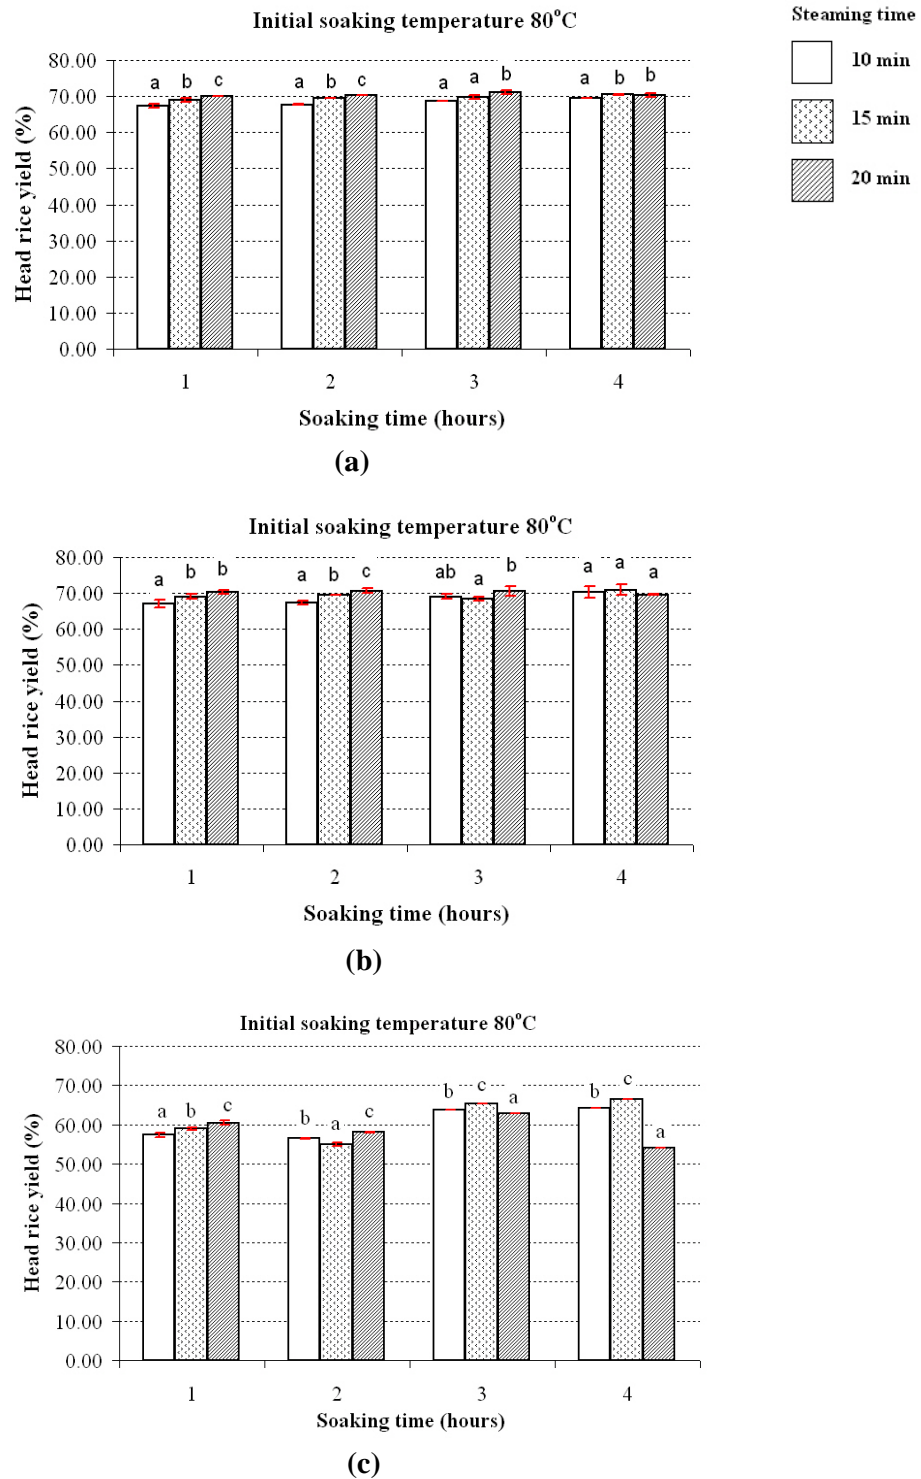 Initial soaking temperature 80°C
Steaming time
10 min
15 min
20 min
80.00
70.00
60.00
50.00
40.00
30.00
20.00
10.00
0.00
Head rice yield (%)
a b c a b c a a b a b b
1 2 3 4
Soaking time (hours)
(a)
Initial soaking temperature 80°C
80.00
70.00
60.00
50.00
40.00
30.00
20.00
10.00
0.00
Head rice yield (%)
a b b a b c ab a b a a a
1 2 3 4
Soaking time (hours)
(b)
Initial soaking temperature 80°C
80.00
70.00
60.00
50.00
40.00
30.00
20.00
10.00
0.00
Head rice yield (%)
a b c b a c b c a b c a
1 2 3 4
Soaking time (hours)
(c)